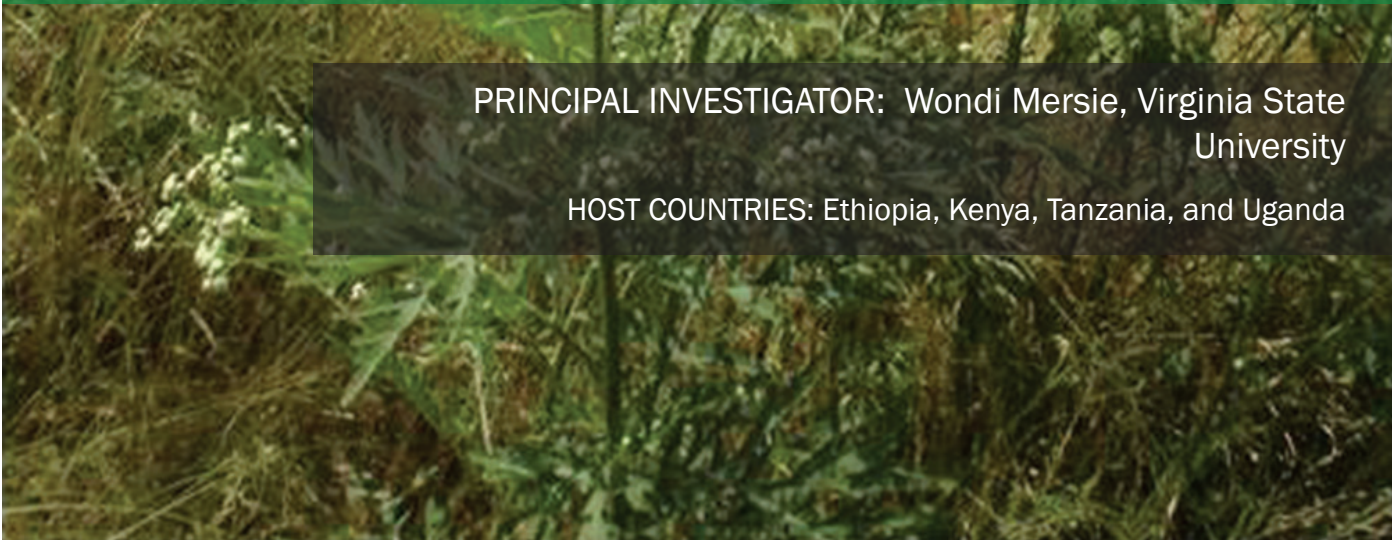 PRINCIPAL INVESTIGATOR: Wondi Mersie, Virginia State
University
HOST COUNTRIES: Ethiopia, Kenya, Tanzania, and Uganda